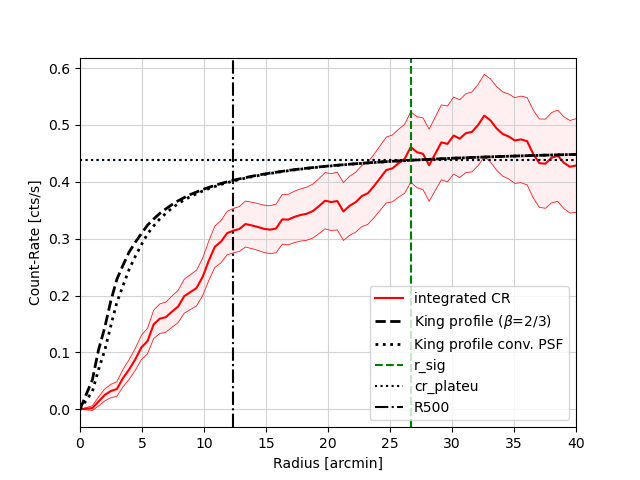 0.6
0.5
0.4
0.3
0.2
0.1
0.0
Count-Rate [cts/s]
integrated CR
King profile (β=2/3)
King profile conv. PSF
r_sig
cr_plateu
R500
0 5 10 15 20 25 30 35 40
Radius [arcmin]